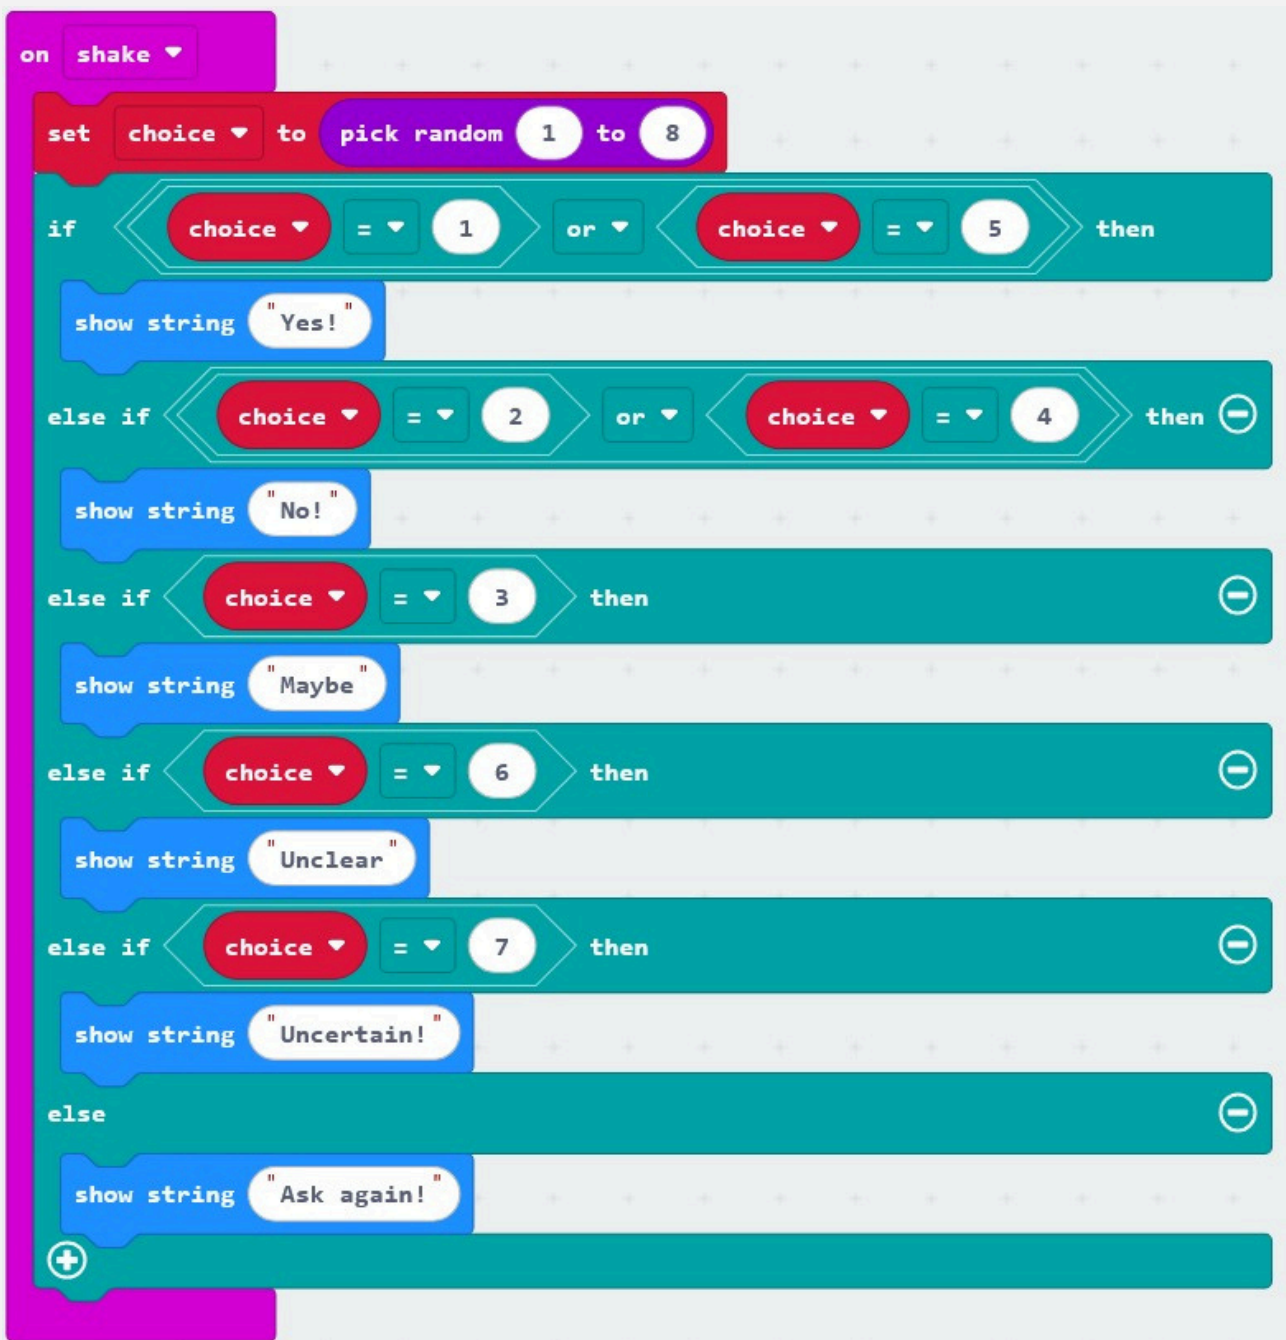 on shake
set choice to pick random 1 to 8
if choice = 1 or choice = 5 then
show string "Yes!"
else if choice = 2 or choice = 4 then
show string "No!"
else if choice = 3 then
show string "Maybe"
else if choice = 6 then
show string "Unclear"
else if choice = 7 then
show string "Uncertain!"
else
show string "Ask again!"